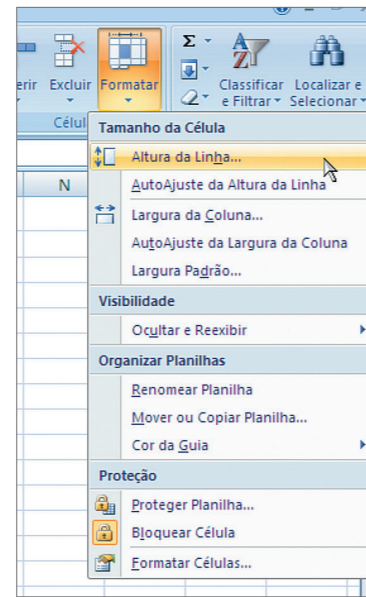 Σ
erir Excluir Formatar
Classificar Localizar e
e Filtrar Selecionar
Célul
Tamanho da Célula
Altura da Linha...
N
AutoAjuste da Altura da Linha
Largura da Coluna...
AutoAjuste da Largura da Coluna
Largura Padrão...
Visibilidade
Ocultar e Reexibir
Organizar Planilhas
Renomear Planilha
Mover ou Copiar Planilha...
Cor da Guia
Proteção
Proteger Planilha...
Bloquear Célula
Formatar Células...